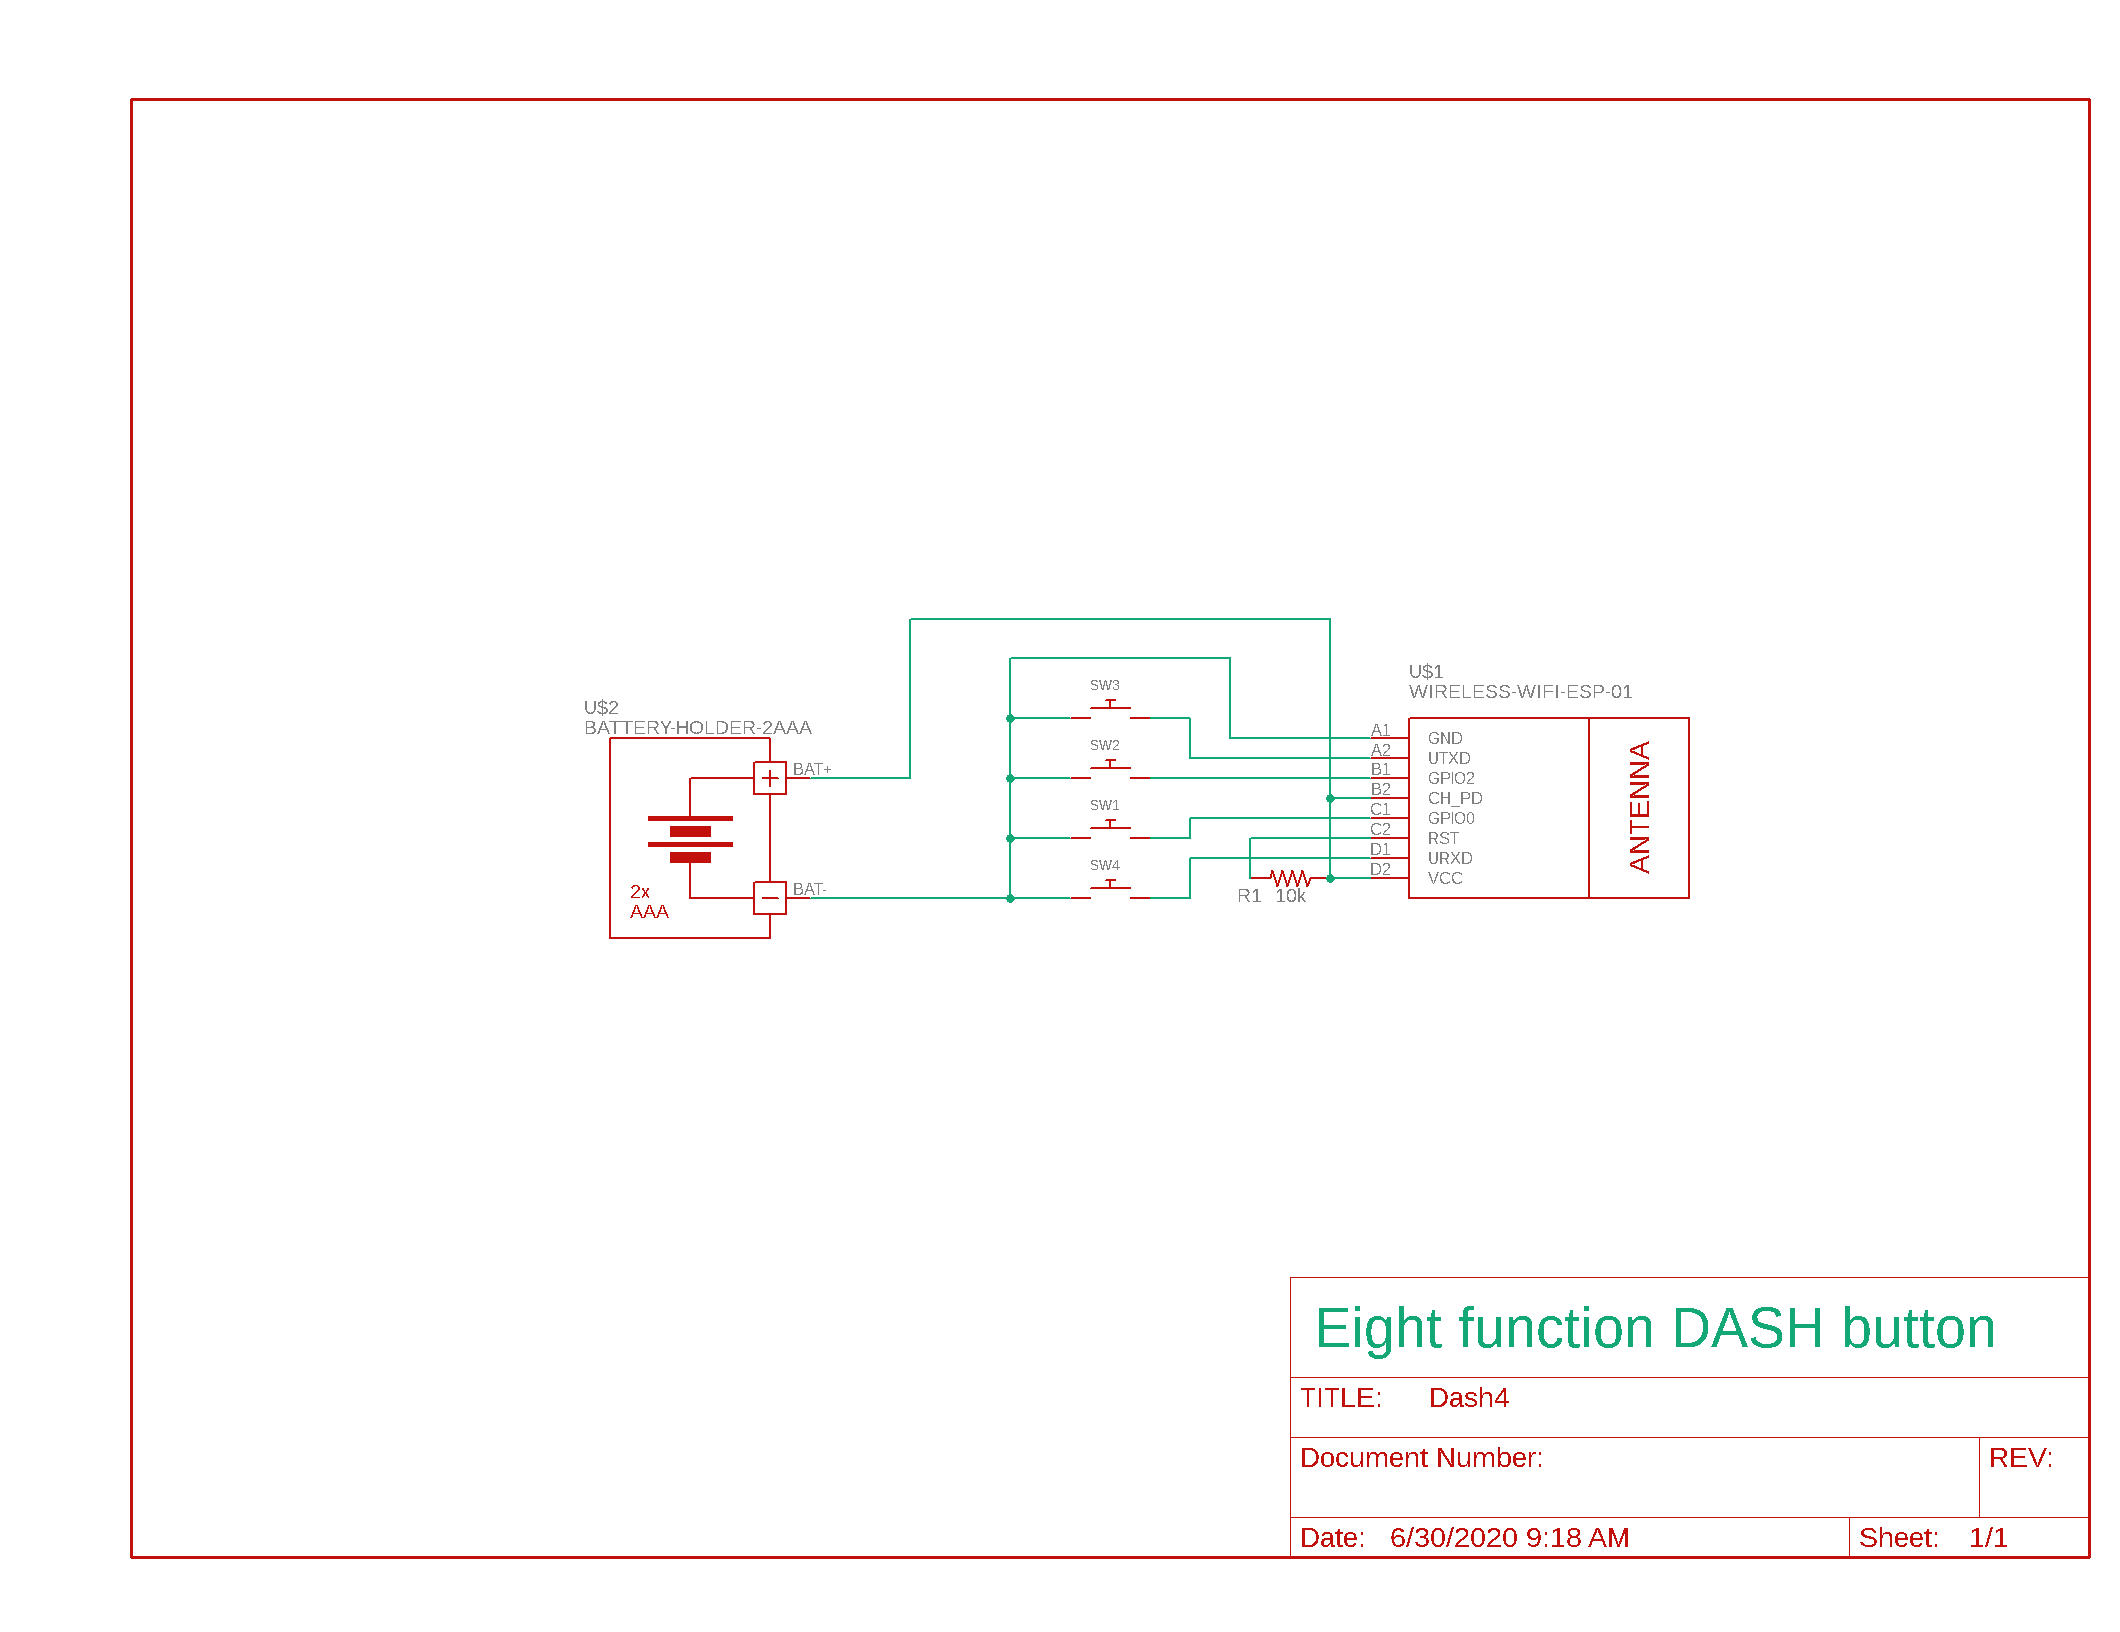 U$2
BATTERY-HOLDER-2AAA
BAT+
BAT-
2x
AAA
SW3
SW2
SW1
SW4
R1 10k
U$1
WIRELESS-WIFI-ESP-01
A1 GND
A2 UTXD
B1 GPIO2
B2 CH_PD
C1 GPIO0
C2 RST
D1 URXD
D2 VCC
ANTENNA
Eight function DASH button
TITLE: Dash4
Document Number:
REV:
Date: 6/30/2020 9:18 AM
Sheet: 1/1